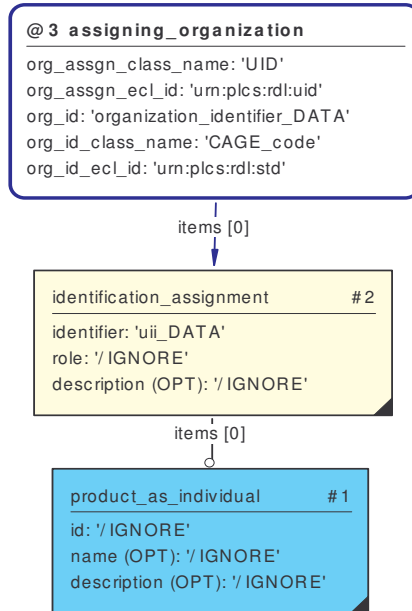 @3 assigning_organization
org_assgn_class_name: 'UID'
org_assgn_ecl_id: 'urn:plcs:rdl:uid'
org_id: 'organization_identifier_DATA'
org_id_class_name: 'CAGE_code'
org_id_ecl_id: 'urn:plcs:rdl:std'
items [0]
identification_assignment #2
identifier: 'uii_DATA'
role: '/IGNORE'
description (OPT): '/IGNORE'
items [0]
product_as_individual #1
id: '/IGNORE'
name (OPT): '/IGNORE'
description (OPT): '/IGNORE'